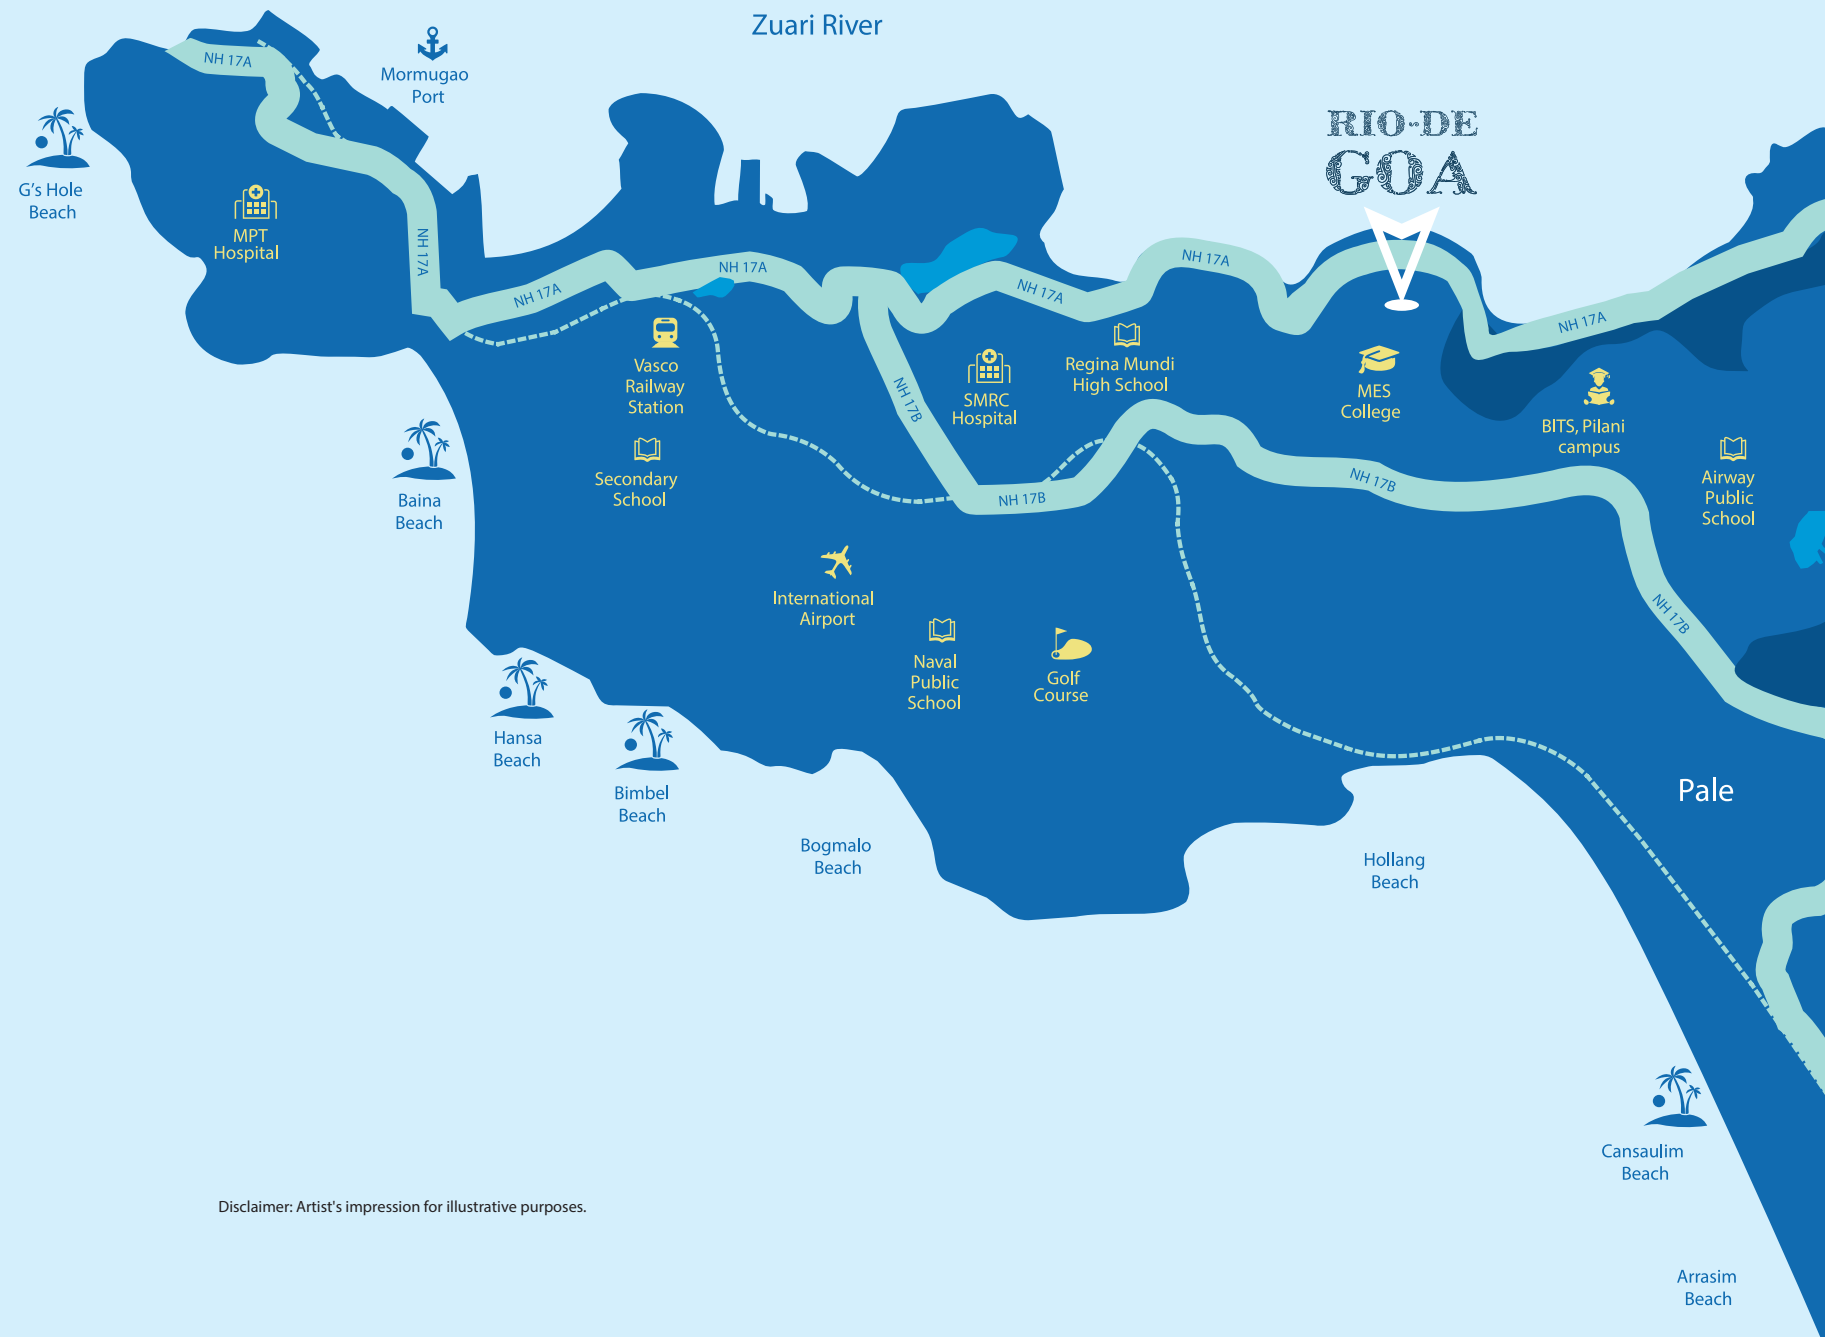 Zuari River
NH 17A
Mormugao
Port
RIO-DE
GOA
G's Hole
Beach
MPT
Hospital
NH 17A
NH 17A
NH 17A
NH 17A
NH 17A
NH 17A
Vasco
Railway
Station
SMRC
Hospital
Regina Mundi
High School
MES
College
BITS, Pilani
campus
NH 17B
Secondary
School
Baina
Beach
NH 17B
NH 17B
Airway
Public
School
International
Airport
NH 17B
Naval
Public
School
Golf
Course
Hansa
Beach
Bimbel
Beach
Pale
Bogmalo
Beach
Hollang
Beach
Cansaulim
Beach
Disclaimer: Artist's impression for illustrative purposes.
Arrasim
Beach